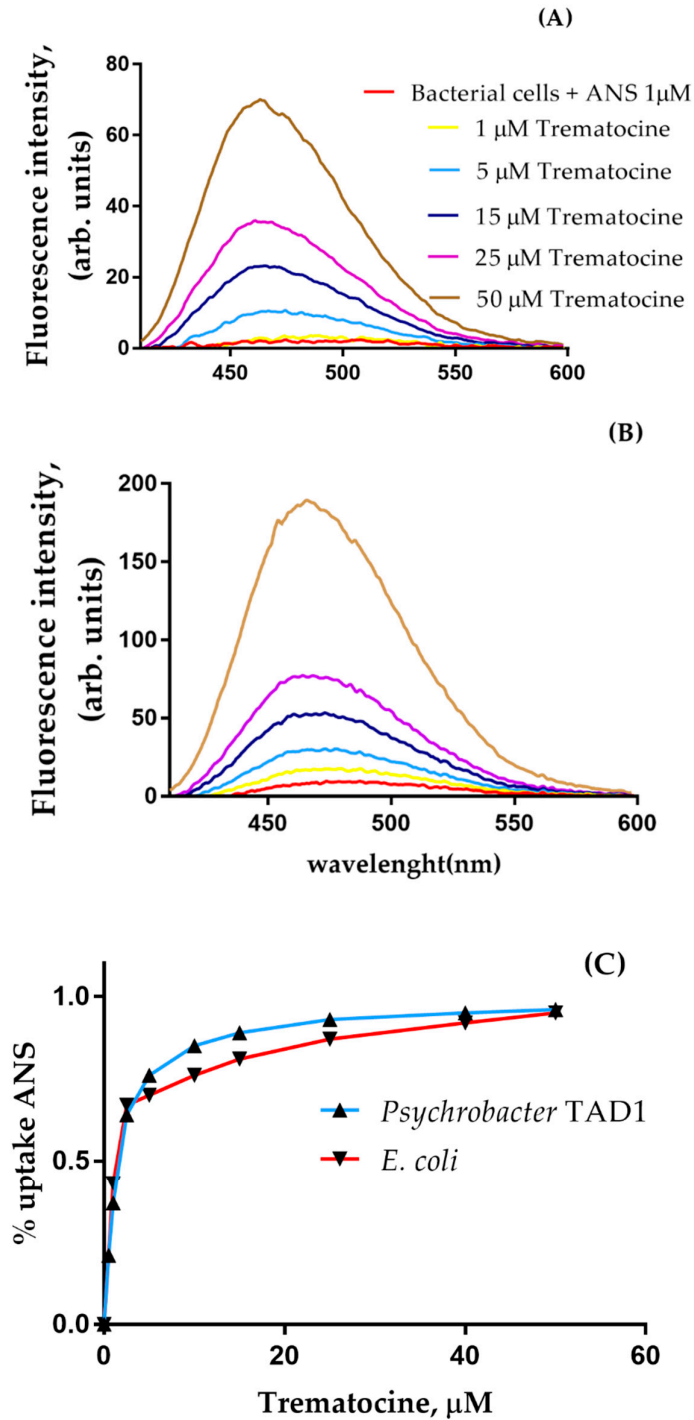 (A)
Fluorescence intensity,
(arb. units)
80
60
40
20
0
450
500
550
600
Bacterial cells + ANS 1µM
1 µM Trematocine
5 µM Trematocine
15 µM Trematocine
25 µM Trematocine
50 µM Trematocine
(B)
Fluorescence intensity,
(arb. units)
200
150
100
50
0
450
500
550
600
wavelenght(nm)
(C)
% uptake ANS
1.0
0.5
0.0
Psychrobacter TAD1
E. coli
0
20
40
60
Trematocine, µM